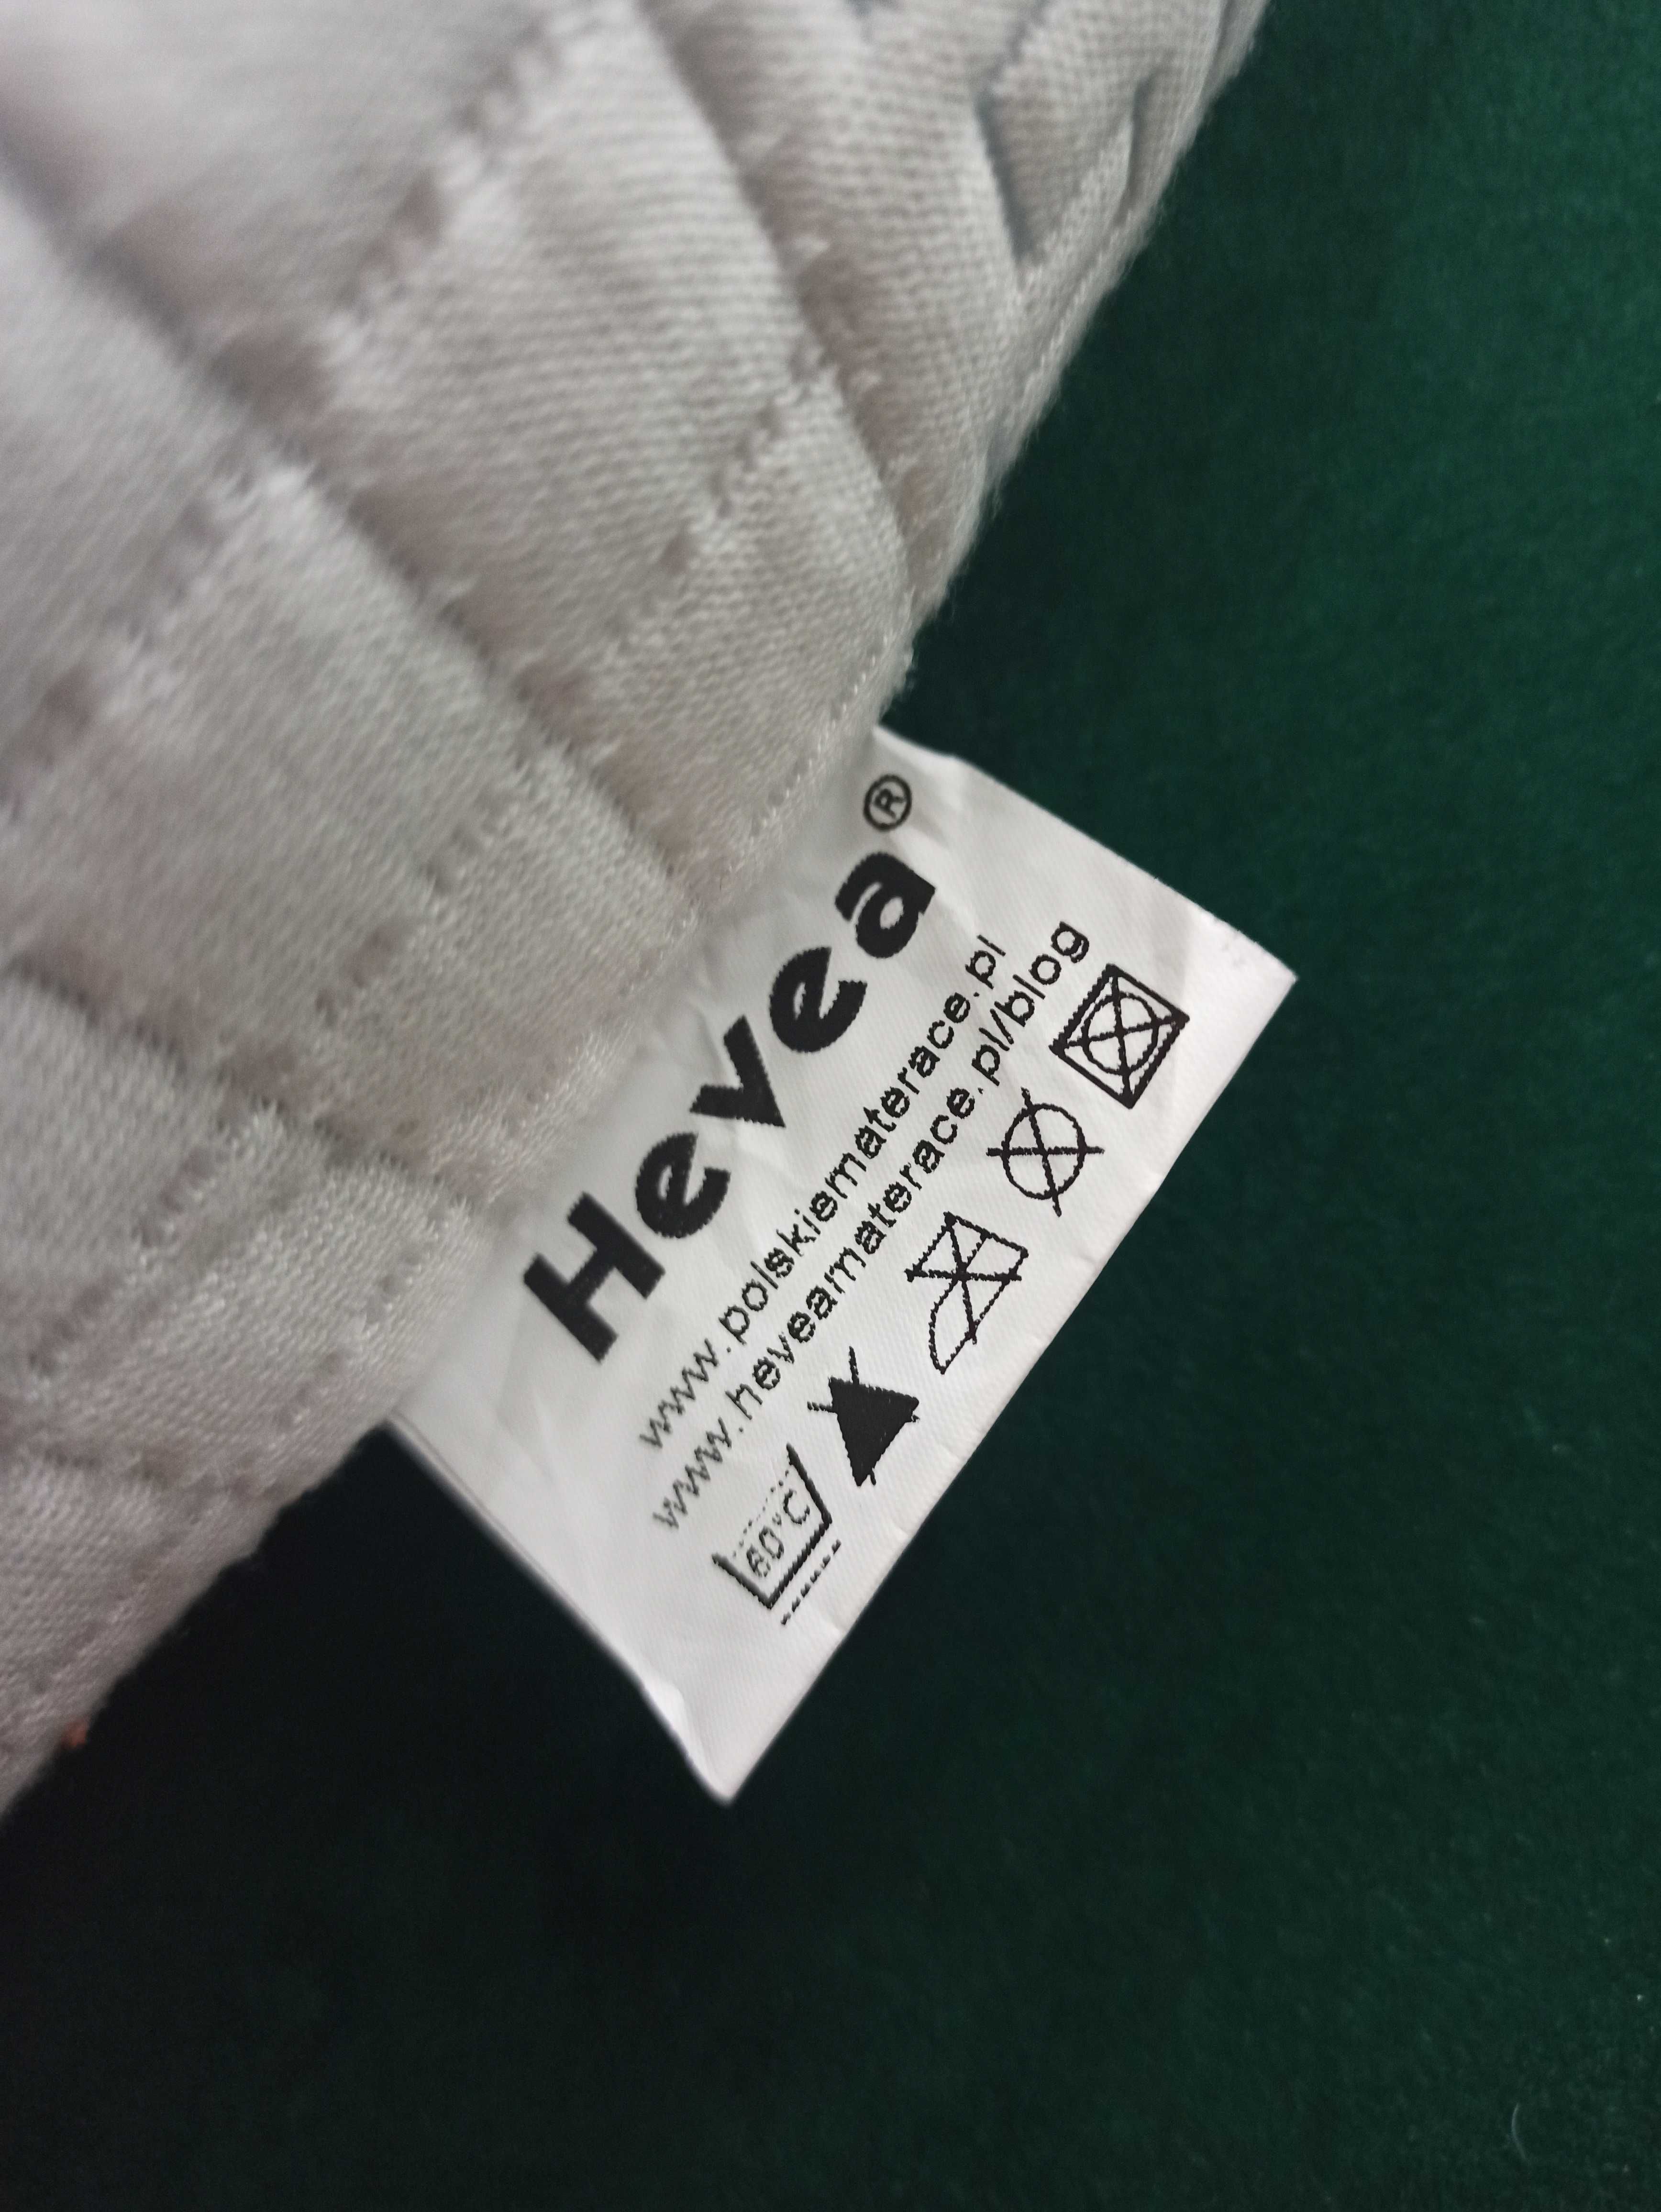 Hevea®
www.polskiematerace.pl
www.heveamaterace.pl/blog
60°C